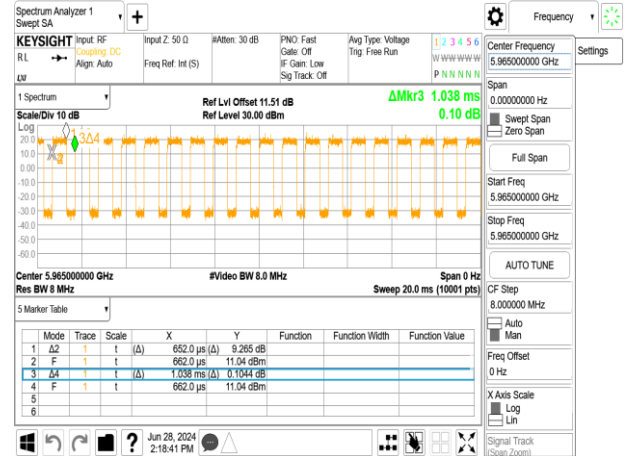 Spectrum Analyzer 1
Swept SA
Frequency
KEYSIGHT
RL
Input: RF
Coupling: DC
Align: Auto
Input Z: 50 Ω
Freq Ref: Int (S)
#Atten: 30 dB
PNO: Fast
Gate: Off
IF Gain: Low
Sig Track: Off
Avg Type: Voltage
Trig: Free Run
1 2 3 4 5 6
W W W W W W
P N N N N N
Center Frequency
5.965000000 GHz
Settings
Span
0.00000000 Hz
Swept Span
Zero Span
Full Span
Start Freq
5.965000000 GHz
Stop Freq
5.965000000 GHz
AUTO TUNE
CF Step
8.000000 MHz
Auto
Man
Freq Offset
0 Hz
X Axis Scale
Log
Lin
Signal Track
(Span Zoom)
1 Spectrum
Scale/Div 10 dB
Ref Lvl Offset 11.51 dB
Ref Level 30.00 dBm
ΔMkr3 1.038 ms
0.10 dB
Log
20.0
10.0
0.00
-10.0
-20.0
-30.0
-40.0
-50.0
-60.0
3Δ4
Center 5.965000000 GHz
#Video BW 8.0 MHz
Span 0 Hz
Res BW 8 MHz
Sweep 20.0 ms (10001 pts)
5 Marker Table
Mode Trace Scale X Y Function Function Width Function Value
1 Δ2 1 t (Δ) 652.0 µs (Δ) 9.265 dB
2 F 1 t 662.0 µs 11.04 dBm
3 Δ4 1 t (Δ) 1.038 ms (Δ) 0.1044 dB
4 F 1 t 662.0 µs 11.04 dBm
5
6
?
Jun 28, 2024
2:18:41 PM